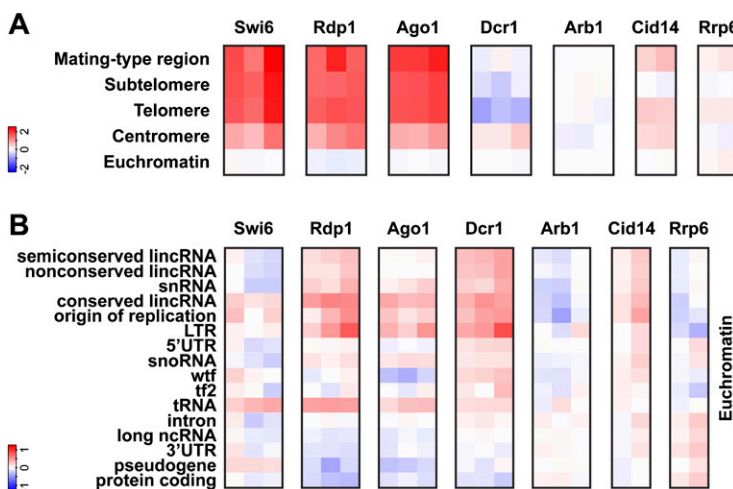 A
Swi6 Rdp1 Ago1 Dcr1 Arb1 Cid14 Rrp6
Mating-type region
Subtelomere
Telomere
Centromere
Euchromatin
-2 0 2
B
Swi6 Rdp1 Ago1 Dcr1 Arb1 Cid14 Rrp6
semiconserved lincRNA
nonconserved lincRNA
snRNA
conserved lincRNA
origin of replication
LTR
5'UTR
snoRNA
wtf
tf2
tRNA
intron
long ncRNA
3'UTR
pseudogene
protein coding
Euchromatin
1 0 1